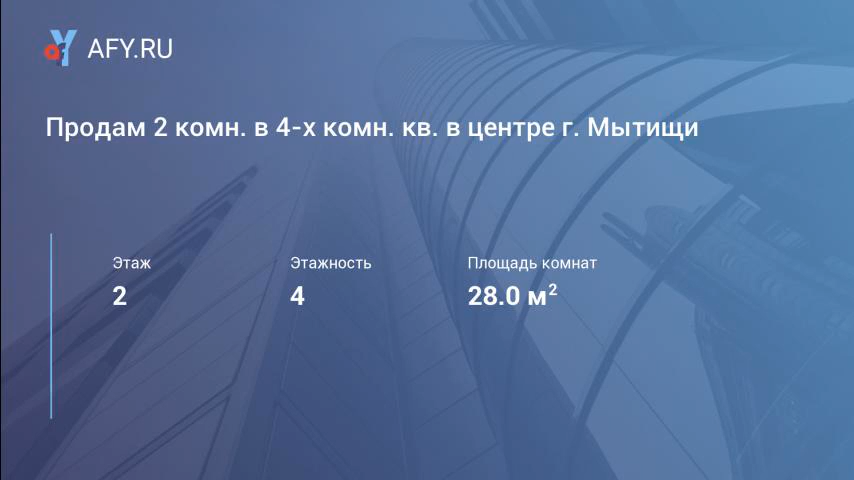 AFY.RU
Продам 2 комн. в 4-х комн. кв. в центре г. Мытищи
Этаж
2
Этажность
4
Площадь комнат
28.0 м²